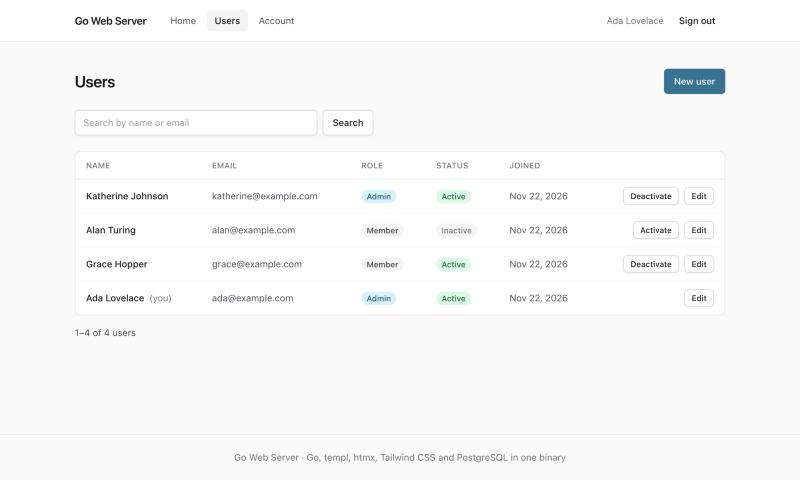 Go Web Server Home Users Account Ada Lovelace Sign out
Users New user
Search by name or email Search
NAME EMAIL ROLE STATUS JOINED
Katherine Johnson katherine@example.com Admin Active Nov 22, 2026 Deactivate Edit
Alan Turing alan@example.com Member Inactive Nov 22, 2026 Activate Edit
Grace Hopper grace@example.com Member Active Nov 22, 2026 Deactivate Edit
Ada Lovelace (you) ada@example.com Admin Active Nov 22, 2026 Edit
1–4 of 4 users
Go Web Server · Go, templ, htmx, Tailwind CSS and PostgreSQL in one binary